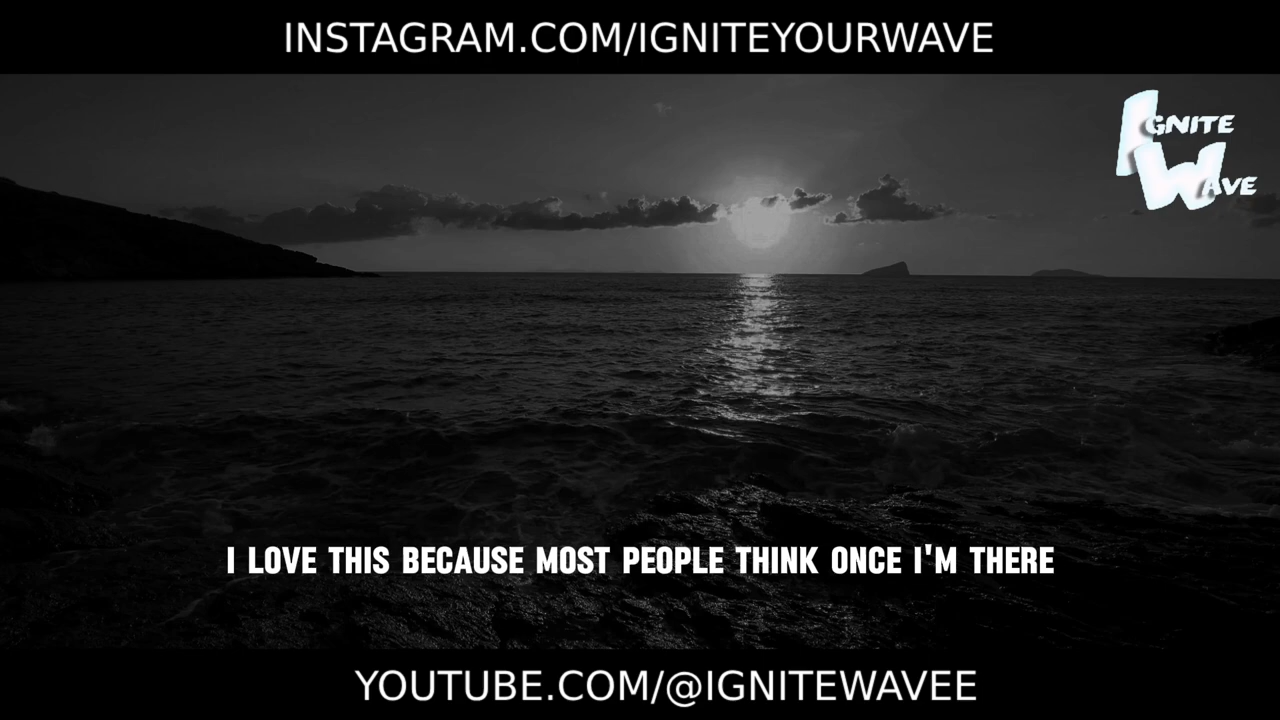 INSTAGRAM.COM/IGNITEYOURWAVE
IGNITE
WAVE
I LOVE THIS BECAUSE MOST PEOPLE THINK ONCE I'M THERE
YOUTUBE.COM/@IGNITEWAVEE